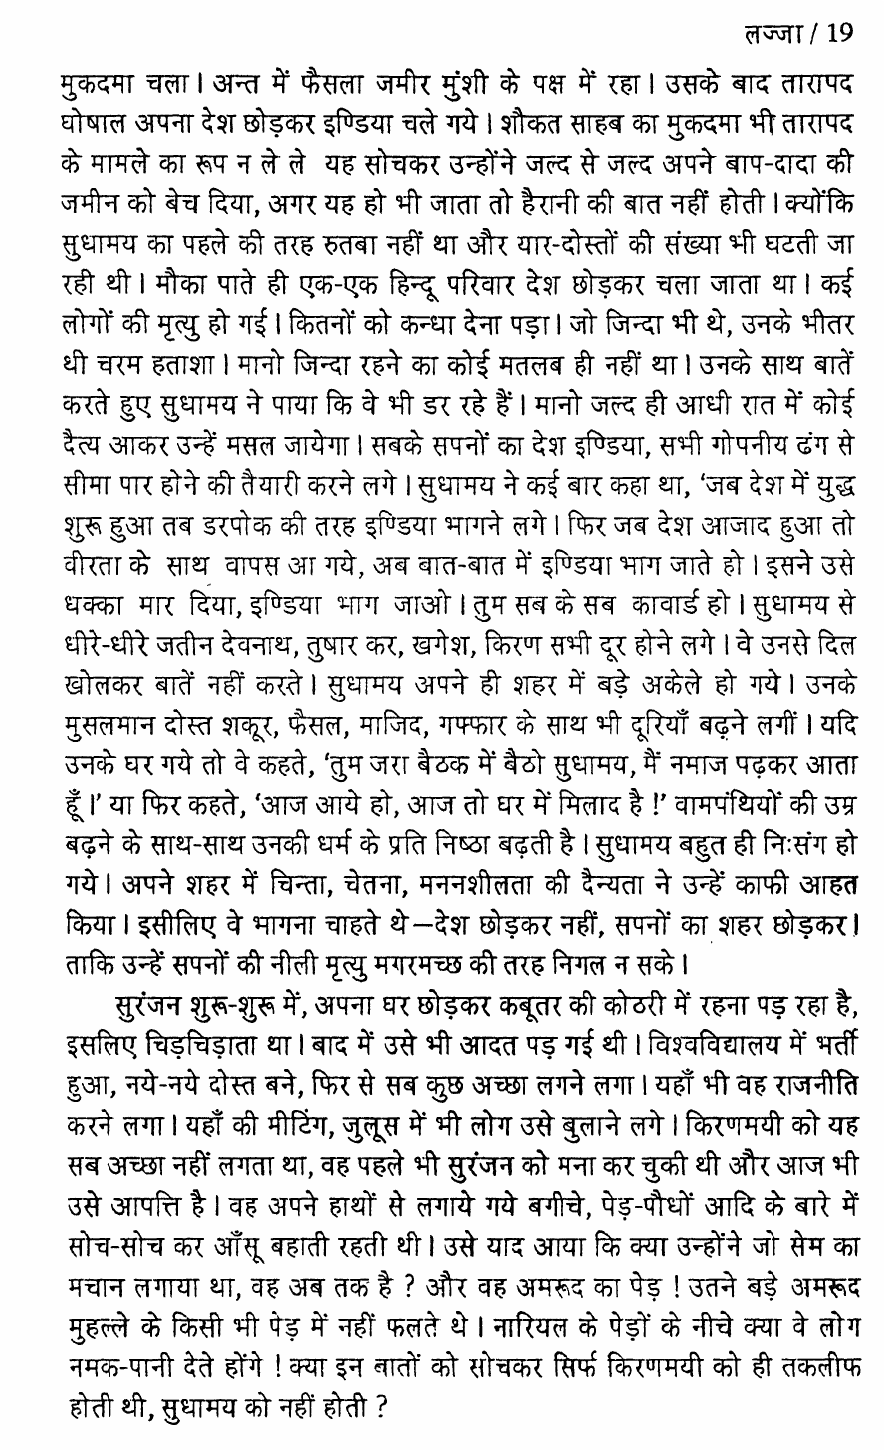 लज्जा / 19
मुकदमा चला । अन्त में फैसला जमीर मुंशी के पक्ष में रहा । उसके बाद तारापद
घोषाल अपना देश छोड़कर इण्डिया चले गये । शौकत साहब का मुकदमा भी तारापद
के मामले का रूप न ले ले यह सोचकर उन्होंने जल्द से जल्द अपने बाप-दादा की
जमीन को बेच दिया, अगर यह हो भी जाता तो हैरानी की बात नहीं होती । क्योंकि
सुधामय का पहले की तरह रुतबा नहीं था और यार-दोस्तों की संख्या भी घटती जा
रही थी । मौका पाते ही एक-एक हिन्दू परिवार देश छोड़कर चला जाता था । कई
लोगों की मृत्यु हो गई । कितनों को कन्धा देना पड़ा । जो जिन्दा भी थे, उनके भीतर
थी चरम हताशा । मानो जिन्दा रहने का कोई मतलब ही नहीं था । उनके साथ बातें
करते हुए सुधामय ने पाया कि वे भी डर रहे हैं । मानो जल्द ही आधी रात में कोई
दैत्य आकर उन्हें मसल जायेगा । सबके सपनों का देश इण्डिया, सभी गोपनीय ढंग से
सीमा पार होने की तैयारी करने लगे । सुधामय ने कई बार कहा था, ‘जब देश में युद्ध
शुरू हुआ तब डरपोक की तरह इण्डिया भागने लगे । फिर जब देश आजाद हुआ तो
वीरता के साथ वापस आ गये, अब बात-बात में इण्डिया भाग जाते हो । इसने उसे
धक्का मार दिया, इण्डिया भाग जाओ । तुम सब के सब कावार्ड हो । सुधामय से
धीरे-धीरे जतीन देवनाथ, तुषार कर, खगेश, किरण सभी दूर होने लगे । वे उनसे दिल
खोलकर बातें नहीं करते । सुधामय अपने ही शहर में बड़े अकेले हो गये । उनके
मुसलमान दोस्त शकूर, फैसल, माजिद, गफ्फार के साथ भी दूरियाँ बढ़ने लगीं । यदि
उनके घर गये तो वे कहते, ‘तुम जरा बैठक में बैठो सुधामय, मैं नमाज पढ़कर आता
हूँ ।’ या फिर कहते, ‘आज आये हो, आज तो घर में मिलाद है !’ वामपंथियों की उम्र
बढ़ने के साथ-साथ उनकी धर्म के प्रति निष्ठा बढ़ती है । सुधामय बहुत ही निःसंग हो
गये । अपने शहर में चिन्ता, चेतना, मननशीलता की दैन्यता ने उन्हें काफी आहत
किया । इसीलिए वे भागना चाहते थे—देश छोड़कर नहीं, सपनों का शहर छोड़कर।
ताकि उन्हें सपनों की नीली मृत्यु मगरमच्छ की तरह निगल न सके ।
सुरंजन शुरू-शुरू में, अपना घर छोड़कर कबूतर की कोठरी में रहना पड़ रहा है,
इसलिए चिड़चिड़ाता था । बाद में उसे भी आदत पड़ गई थी । विश्वविद्यालय में भर्ती
हुआ, नये-नये दोस्त बने, फिर से सब कुछ अच्छा लगने लगा । यहाँ भी वह राजनीति
करने लगा । यहाँ की मीटिंग, जुलूस में भी लोग उसे बुलाने लगे । किरणमयी को यह
सब अच्छा नहीं लगता था, वह पहले भी सुरंजन को मना कर चुकी थी और आज भी
उसे आपत्ति है । वह अपने हाथों से लगाये गये बगीचे, पेड़-पौधों आदि के बारे में
सोच-सोच कर आँसू बहाती रहती थी । उसे याद आया कि क्या उन्होंने जो सेम का
मचान लगाया था, वह अब तक है ? और वह अमरूद का पेड़ ! उतने बड़े अमरूद
मुहल्ले के किसी भी पेड़ में नहीं फलते थे । नारियल के पेड़ों के नीचे क्या वे लोग
नमक-पानी देते होंगे ! क्या इन बातों को सोचकर सिर्फ किरणमयी को ही तकलीफ
होती थी, सुधामय को नहीं होती ?